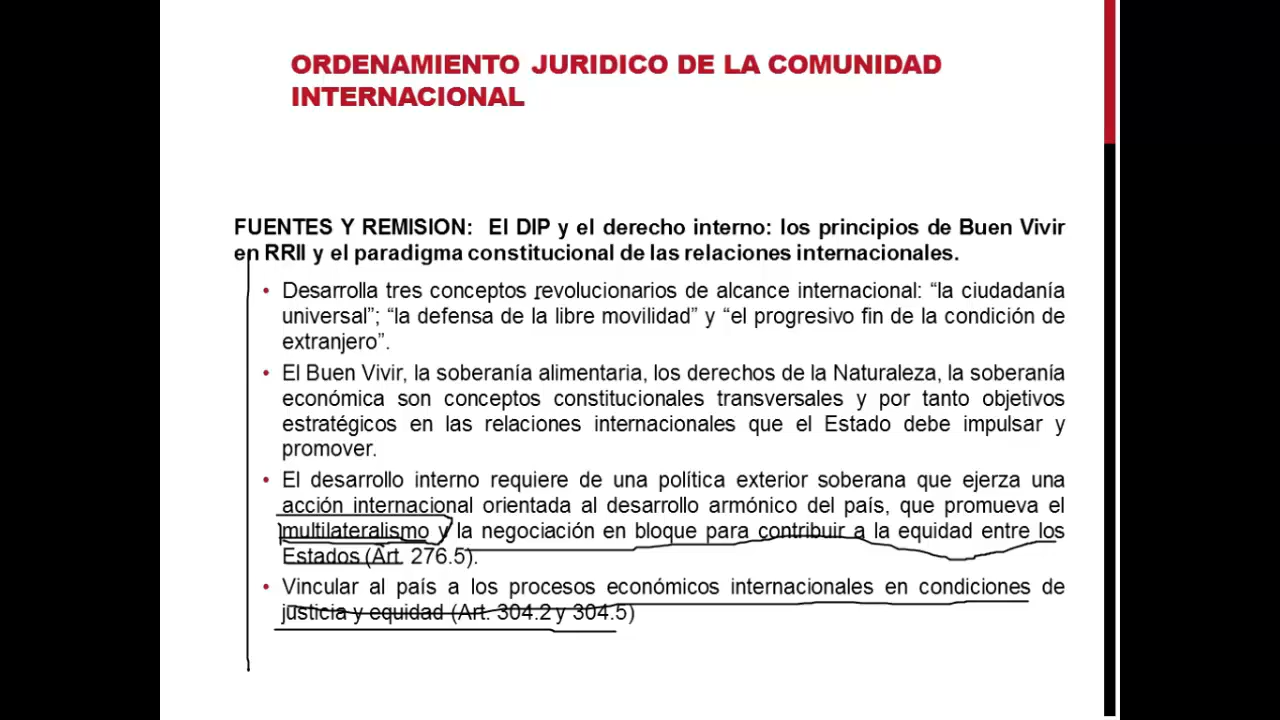 ORDENAMIENTO JURIDICO DE LA COMUNIDAD
INTERNACIONAL
FUENTES Y REMISION: El DIP y el derecho interno: los principios de Buen Vivir
en RRII y el paradigma constitucional de las relaciones internacionales.
• Desarrolla tres conceptos revolucionarios de alcance internacional: “la ciudadanía
universal”; “la defensa de la libre movilidad” y “el progresivo fin de la condición de
extranjero”.
• El Buen Vivir, la soberanía alimentaria, los derechos de la Naturaleza, la soberanía
económica son conceptos constitucionales transversales y por tanto objetivos
estratégicos en las relaciones internacionales que el Estado debe impulsar y
promover.
• El desarrollo interno requiere de una política exterior soberana que ejerza una
acción internacional orientada al desarrollo armónico del país, que promueva el
multilateralismo y la negociación en bloque para contribuir a la equidad entre los
Estados (Art. 276.5).
• Vincular al país a los procesos económicos internacionales en condiciones de
justicia y equidad (Art. 304.2 y 304.5)